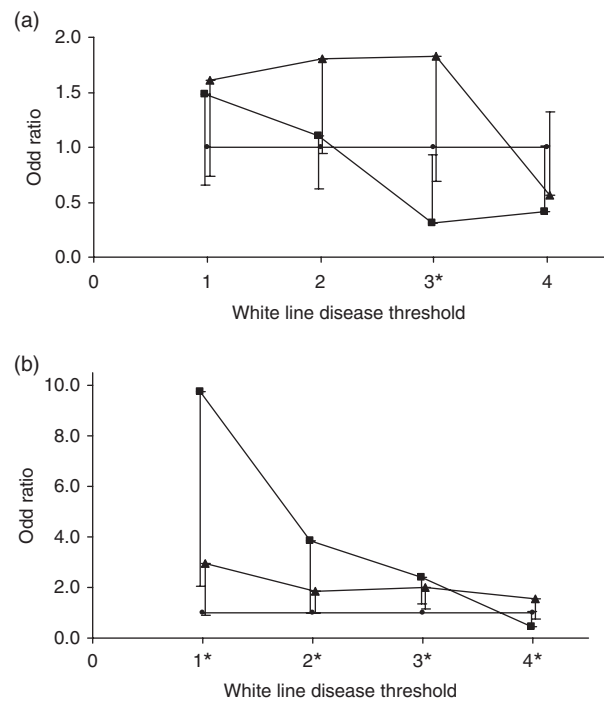 (a)
2.0
1.5
1.0
0.5
0.0
Odd ratio
0 1 2 3* 4
White line disease threshold
(b)
10.0
8.0
6.0
4.0
2.0
0.0
Odd ratio
0 1* 2* 3* 4*
White line disease threshold